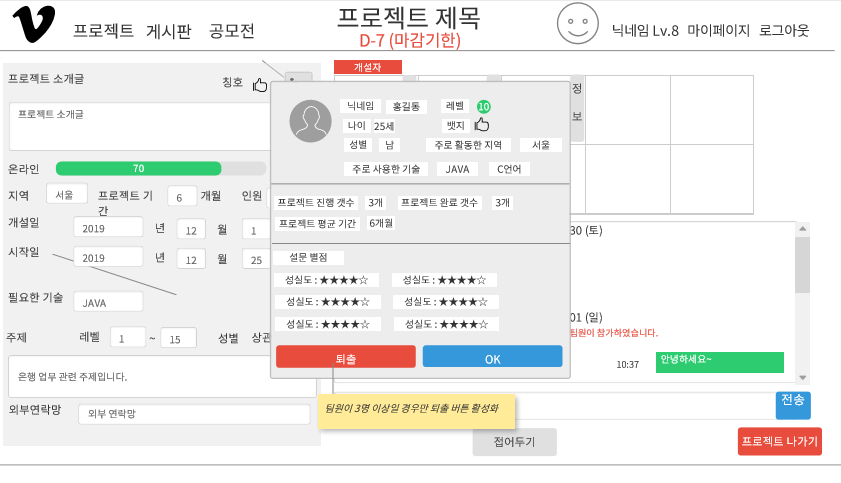 프로젝트 게시판 공모전
프로젝트 제목
D-7 (마감기한)
닉네임 Lv.8 마이페이지 로그아웃
프로젝트 소개글
칭호
프로젝트 소개글
온라인
70
지역
서울
프로젝트 기
간
6
개월
인원
개설일
2019
년
12
월
1
시작일
2019
년
12
월
25
필요한 기술
JAVA
주제
레벨
1
~
15
성별
상관
은행 업무 관련 주제입니다.
외부연락망
외부 연락망
개설자
정
보
닉네임
홍길동
레벨
10
나이
25세
뱃지
성별
남
주로 활동한 지역
서울
주로 사용한 기술
JAVA
C언어
프로젝트 진행 갯수
3개
프로젝트 완료 갯수
3개
프로젝트 평균 기간
6개월
설문 별점
성실도 : ★★★★☆
성실도 : ★★★★☆
성실도 : ★★★★☆
성실도 : ★★★★☆
성실도 : ★★★★☆
성실도 : ★★★★☆
퇴출
OK
팀원이 3명 이상일 경우만 퇴출 버튼 활성화
30 (토)
01 (일)
팀원이 참가하였습니다.
10:37
안녕하세요~
전송
접어두기
프로젝트 나가기